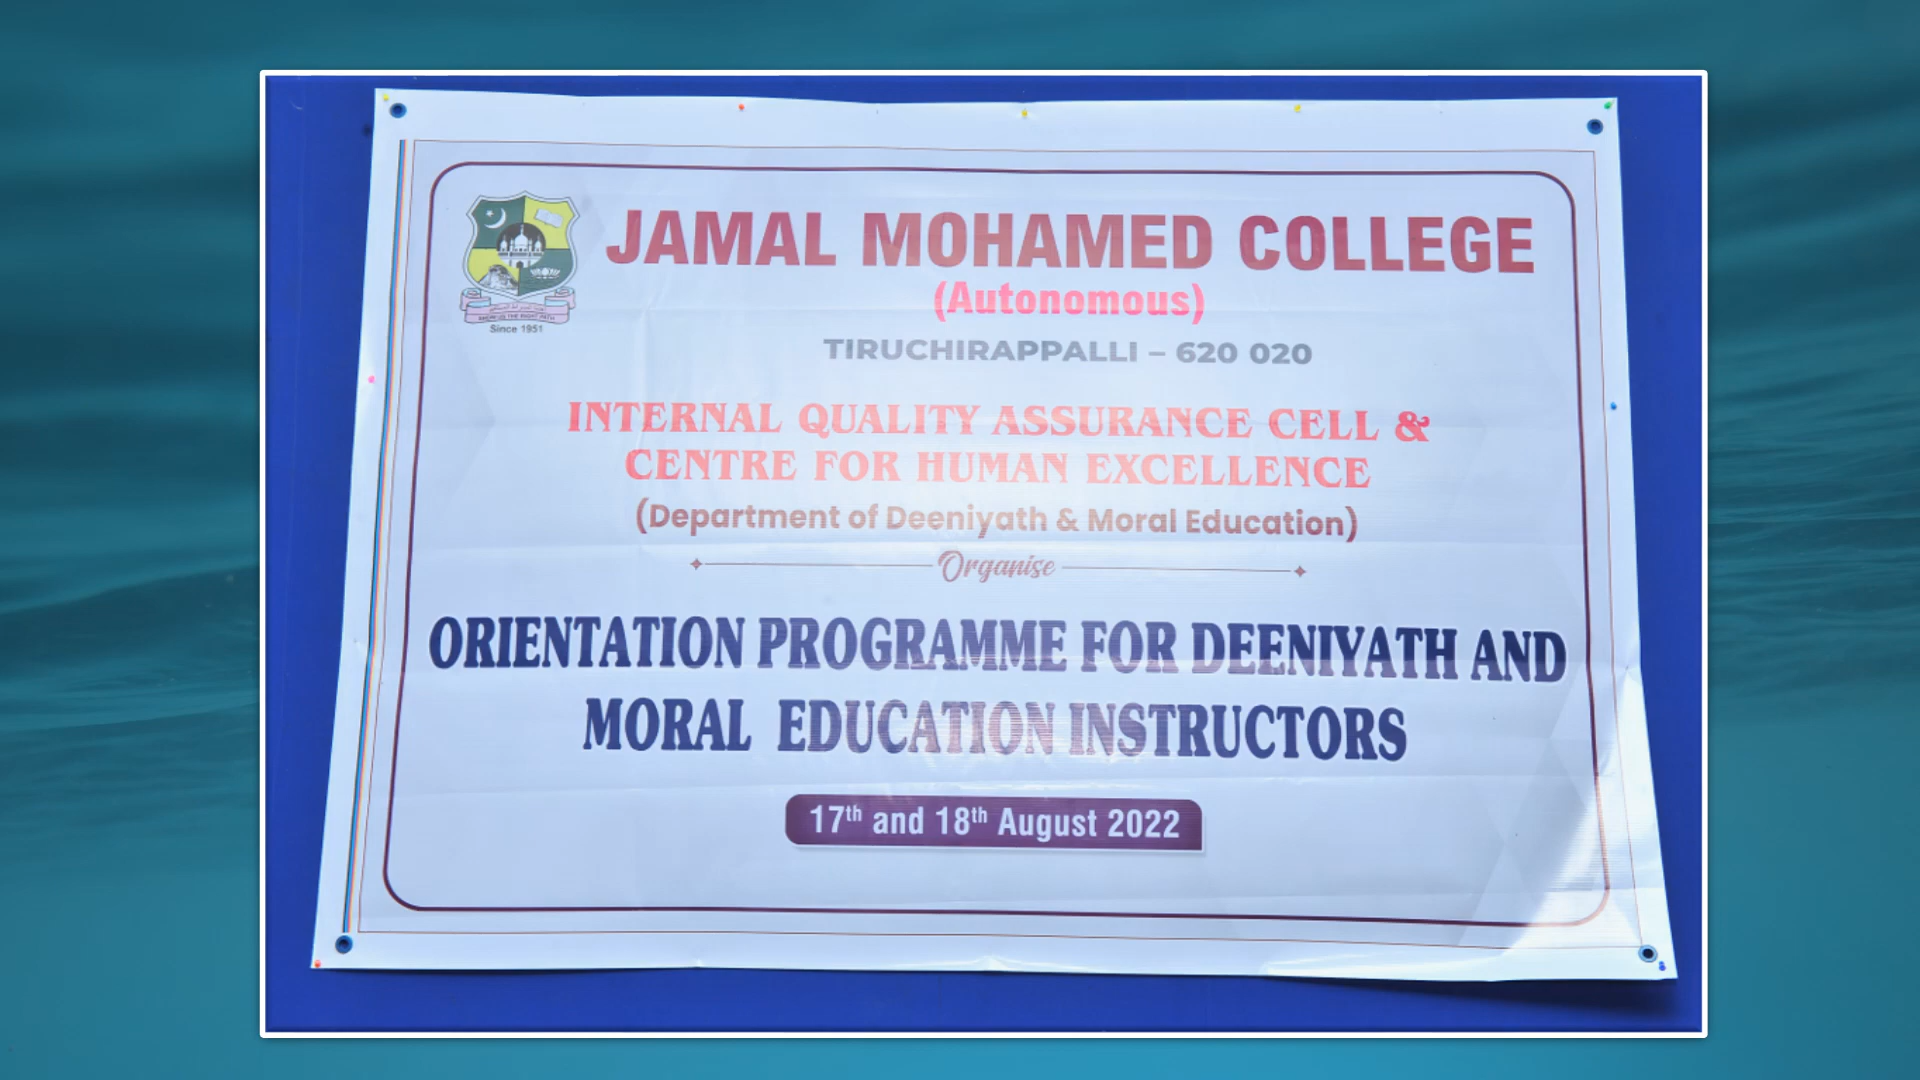 JAMAL MOHAMED COLLEGE
(Autonomous)
TIRUCHIRAPPALLI – 620 020
Since 1951
INTERNAL QUALITY ASSURANCE CELL &
CENTRE FOR HUMAN EXCELLENCE
(Department of Deeniyath & Moral Education)
Organise
ORIENTATION PROGRAMME FOR DEENIYATH AND
MORAL EDUCATION INSTRUCTORS
17th and 18th August 2022